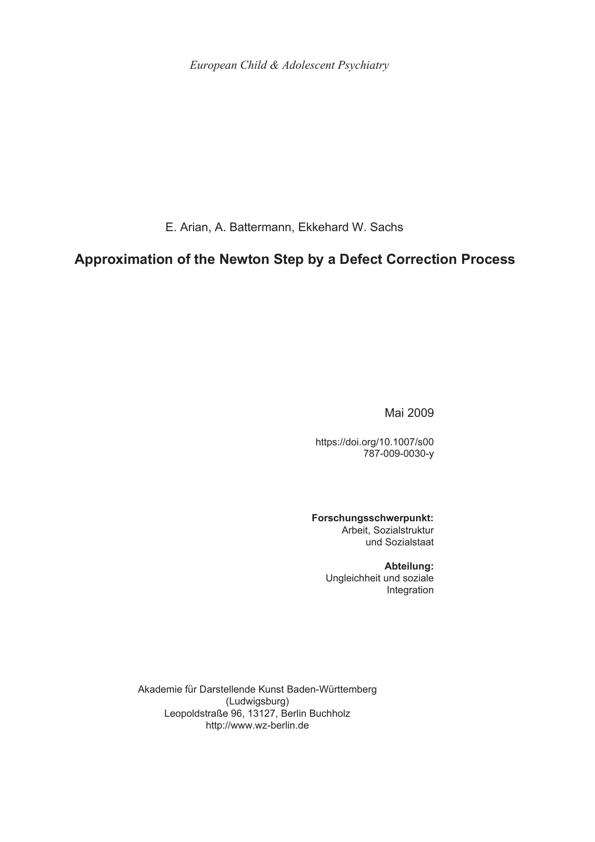 European Child & Adolescent Psychiatry
E. Arian, A. Battermann, Ekkehard W. Sachs
Approximation of the Newton Step by a Defect Correction Process
Mai 2009
https://doi.org/10.1007/s00
787-009-0030-y
Forschungsschwerpunkt:
Arbeit, Sozialstruktur
und Sozialstaat
Abteilung:
Ungleichheit und soziale
Integration
Akademie für Darstellende Kunst Baden-Württemberg
(Ludwigsburg)
Leopoldstraße 96, 13127, Berlin Buchholz
http://www.wz-berlin.de